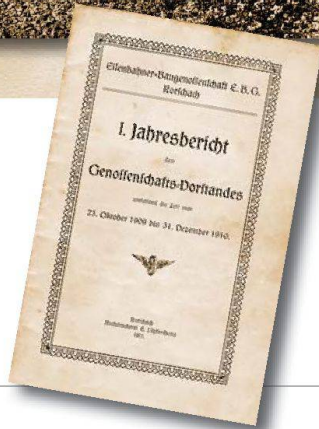 Eisenbahner-Baugenossenschaft E. B. G.
Rorschach
I. Jahresbericht
des
Genossenschafts-Vorstandes
umfassend die Zeit vom
23. Oktober 1909 bis 31. Dezember 1910.
Rorschach
Buchdruckerei
1911.